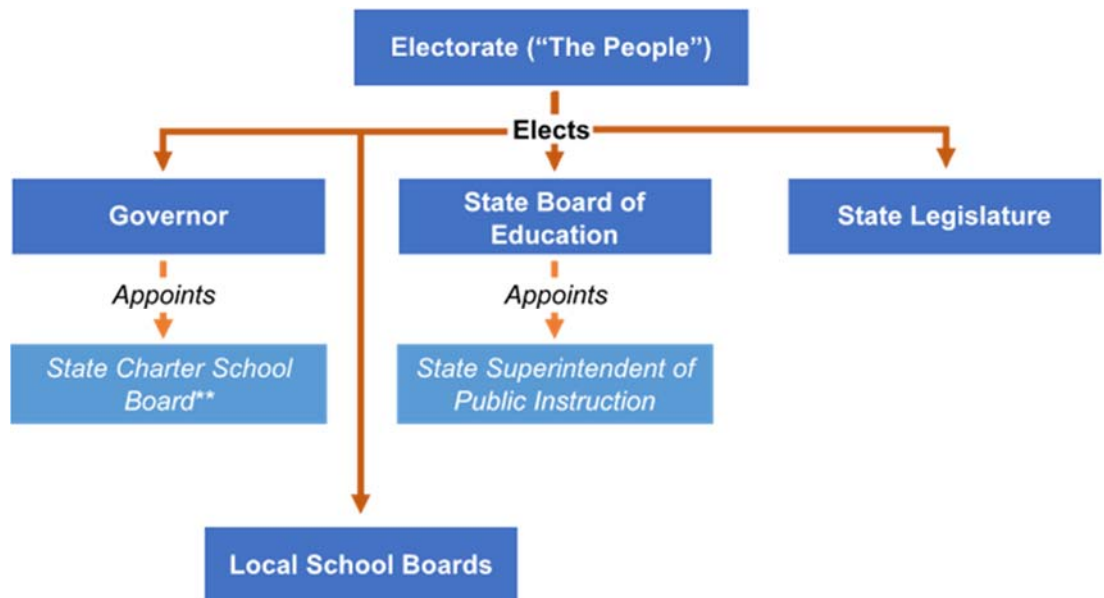 Electorate (“The People”)
Elects
Governor
State Board of
Education
State Legislature
Appoints
Appoints
State Charter School
Board**
State Superintendent of
Public Instruction
Local School Boards